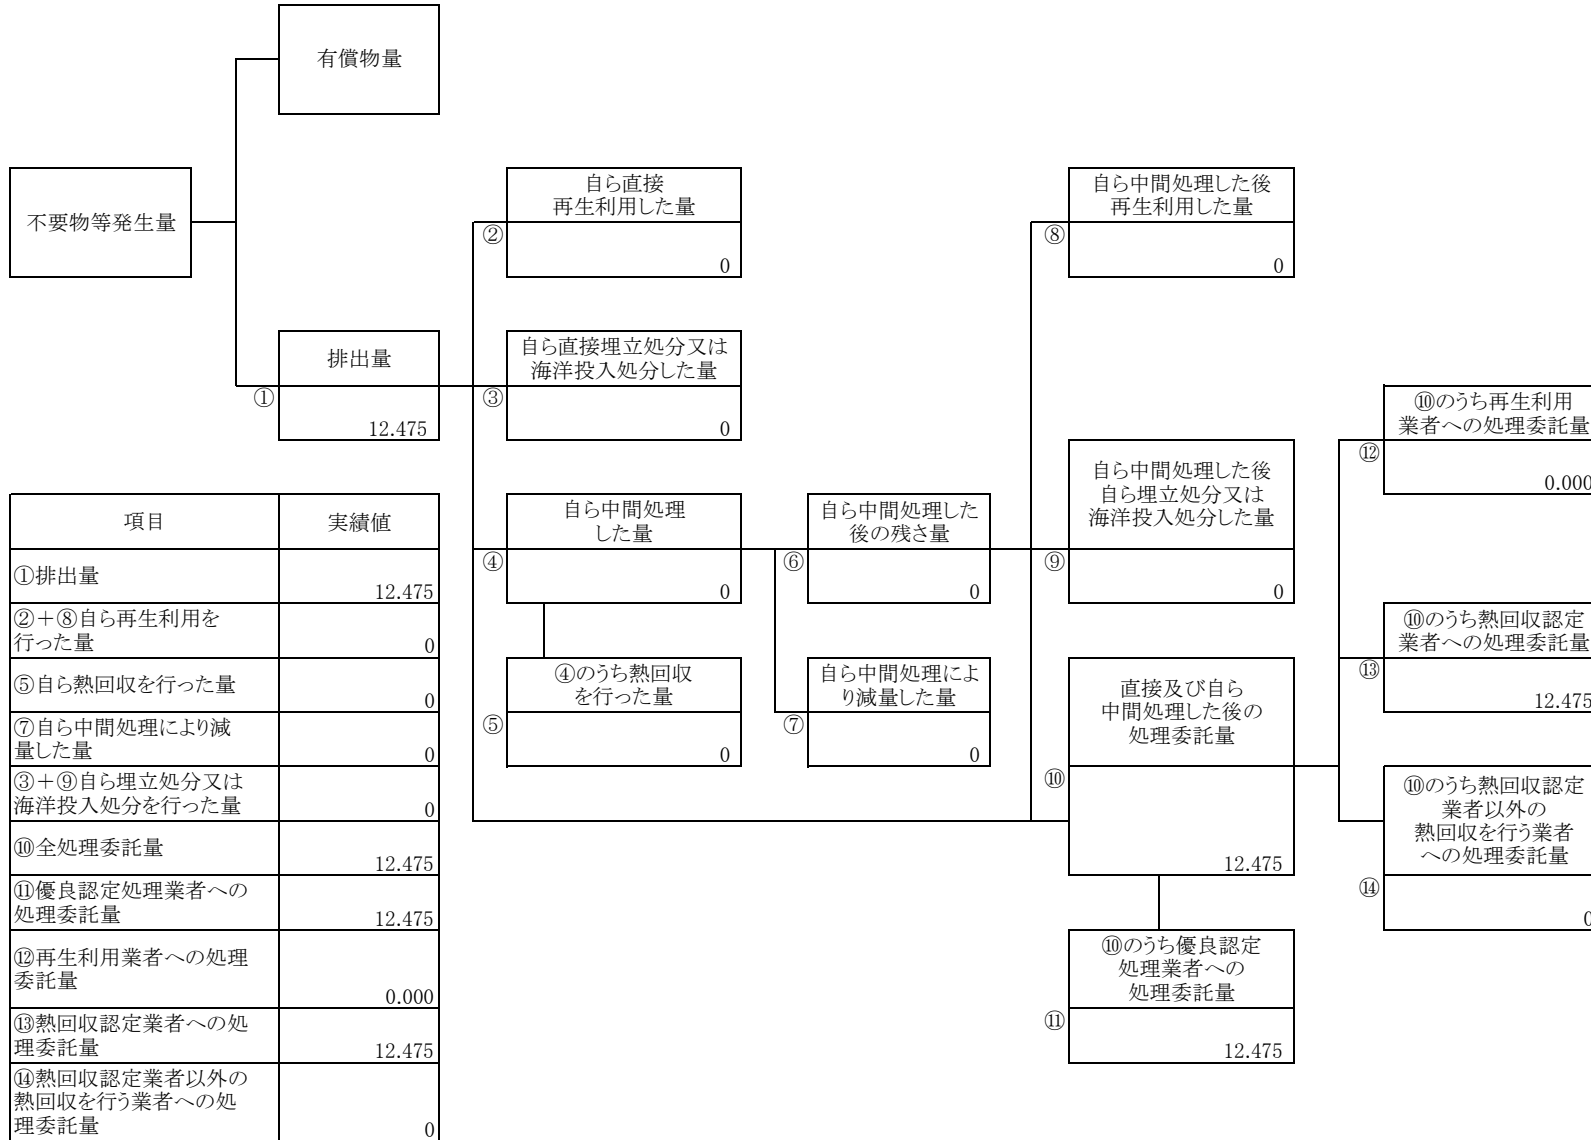 有償物量
不要物等発生量
自ら直接
再生利用した量
②
0
自ら中間処理した後
再生利用した量
⑧
0
排出量
①
12.475
自ら直接埋立処分又は
海洋投入処分した量
③
0
⑩のうち再生利用
業者への処理委託量
⑫
0.000
自ら中間処理
した量
④
0
自ら中間処理した
後の残さ量
⑥
0
自ら中間処理した後
自ら埋立処分又は
海洋投入処分した量
⑨
0
⑩のうち熱回収認定
業者への処理委託量
⑬
12.475
④のうち熱回収
を行った量
⑤
0
自ら中間処理によ
り減量した量
⑦
0
直接及び自ら
中間処理した後の
処理委託量
⑩
12.475
⑩のうち熱回収認定
業者以外の
熱回収を行う業者
への処理委託量
⑭
0
⑩のうち優良認定
処理業者への
処理委託量
⑪
12.475
項目 実績値
①排出量
12.475
②＋⑧自ら再生利用を
行った量 0
⑤自ら熱回収を行った量
0
⑦自ら中間処理により減
量した量 0
③＋⑨自ら埋立処分又は
海洋投入処分を行った量 0
⑩全処理委託量
12.475
⑪優良認定処理業者への
処理委託量 12.475
⑫再生利用業者への処理
委託量
0.000
⑬熱回収認定業者への処
理委託量 12.475
⑭熱回収認定業者以外の
熱回収を行う業者への処
理委託量 0